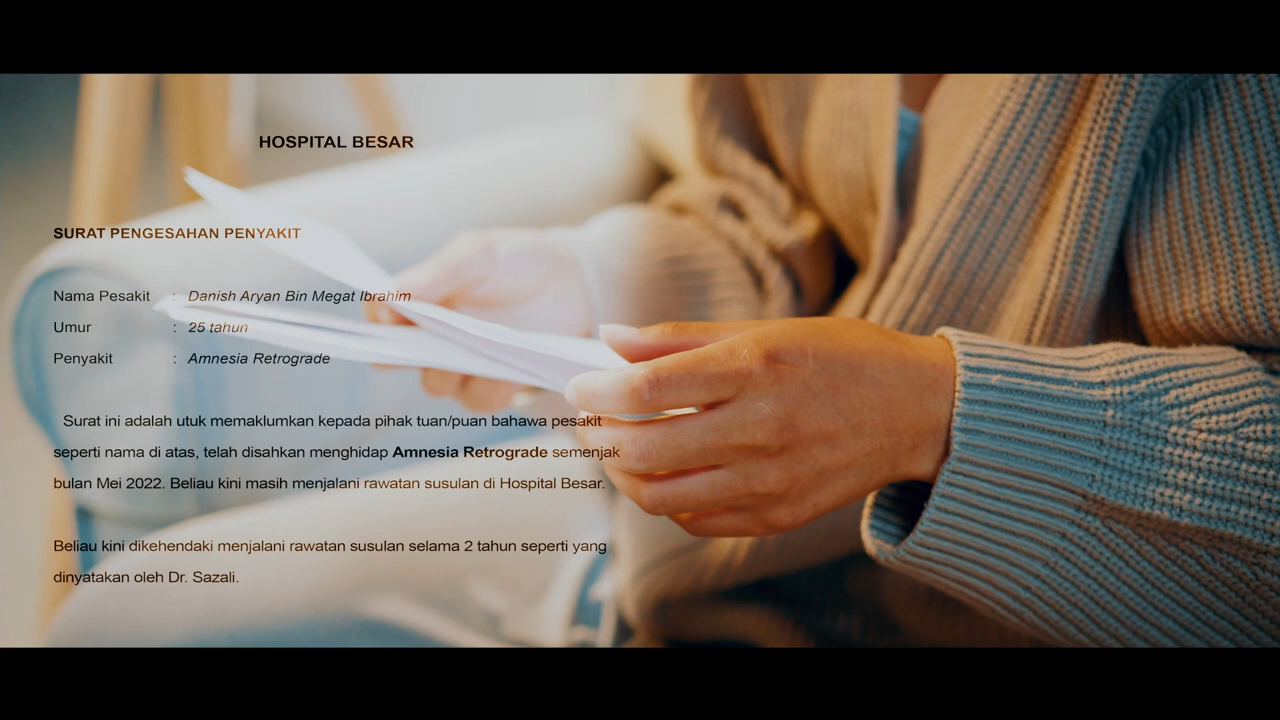 HOSPITAL BESAR
SURAT PENGESAHAN PENYAKIT
Nama Pesakit : Danish Aryan Bin Megat Ibrahim
Umur : 25 tahun
Penyakit : Amnesia Retrograde
Surat ini adalah utuk memaklumkan kepada pihak tuan/puan bahawa pesakit
seperti nama di atas, telah disahkan menghidap Amnesia Retrograde semenjak
bulan Mei 2022. Beliau kini masih menjalani rawatan susulan di Hospital Besar.
Beliau kini dikehendaki menjalani rawatan susulan selama 2 tahun seperti yang
dinyatakan oleh Dr. Sazali.